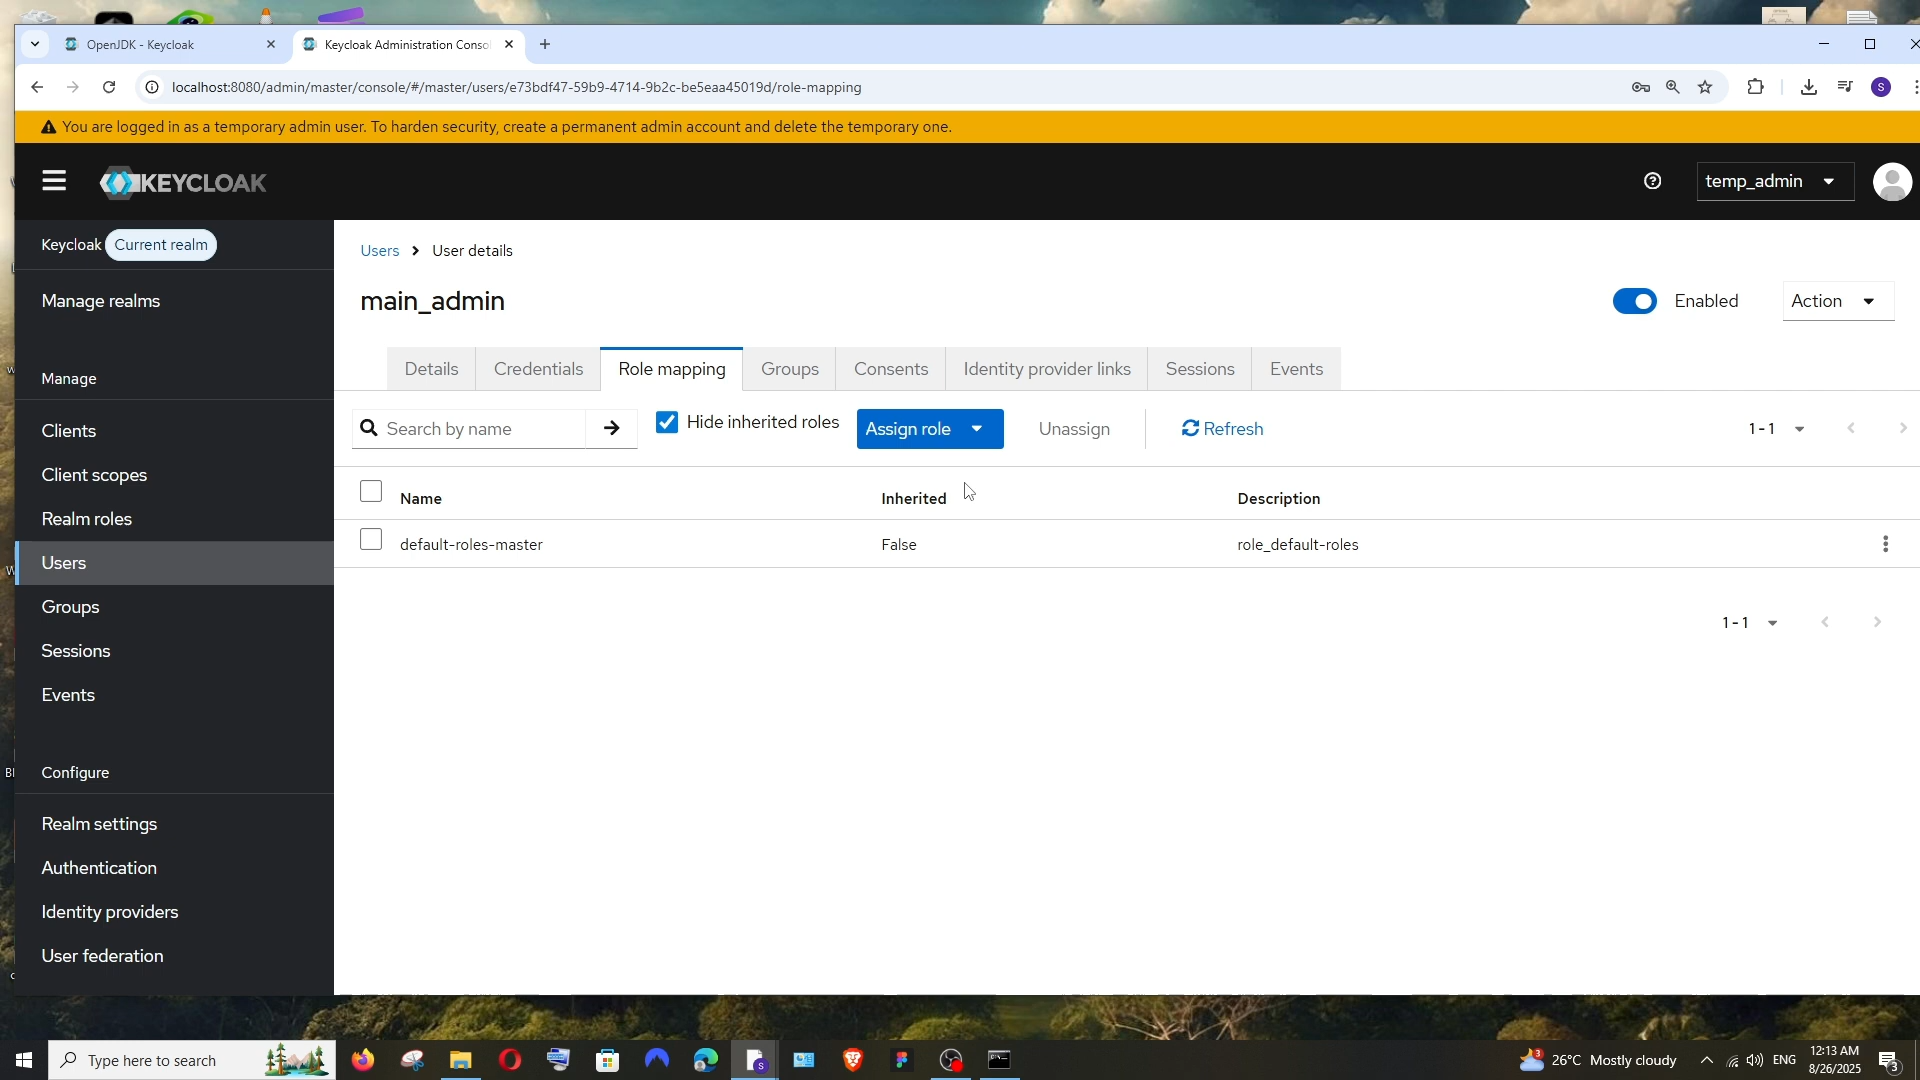 OpenJDK - Keycloak
Keycloak Administration Conso
localhost:8080/admin/master/console/#/master/users/e73bdf47-59b9-4714-9b2c-be5eaa45019d/role-mapping
S
You are logged in as a temporary admin user. To harden security, create a permanent admin account and delete the temporary one.
KEYCLOAK
temp_admin
Keycloak Current realm
Manage realms
Manage
Clients
Client scopes
Realm roles
Users
Groups
Sessions
Events
Configure
Realm settings
Authentication
Identity providers
User federation
Users > User details
main_admin
Enabled
Action
Details Credentials Role mapping Groups Consents Identity provider links Sessions Events
Search by name
Hide inherited roles
Assign role
Unassign
Refresh
1 - 1
Name Inherited Description
default-roles-master False role_default-roles
1 - 1
Type here to search
3
26°C Mostly cloudy
ENG
12:13 AM
8/26/2025
3